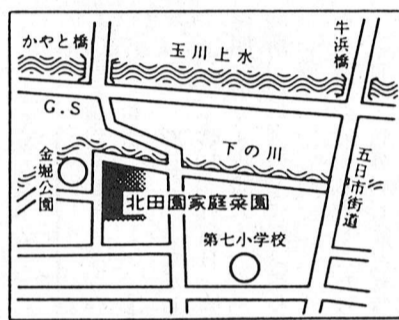 かやと橋
玉川上水
牛浜橋
G.S
下の川
金堀公園
五日市街道
北田園家庭菜園
第七小学校